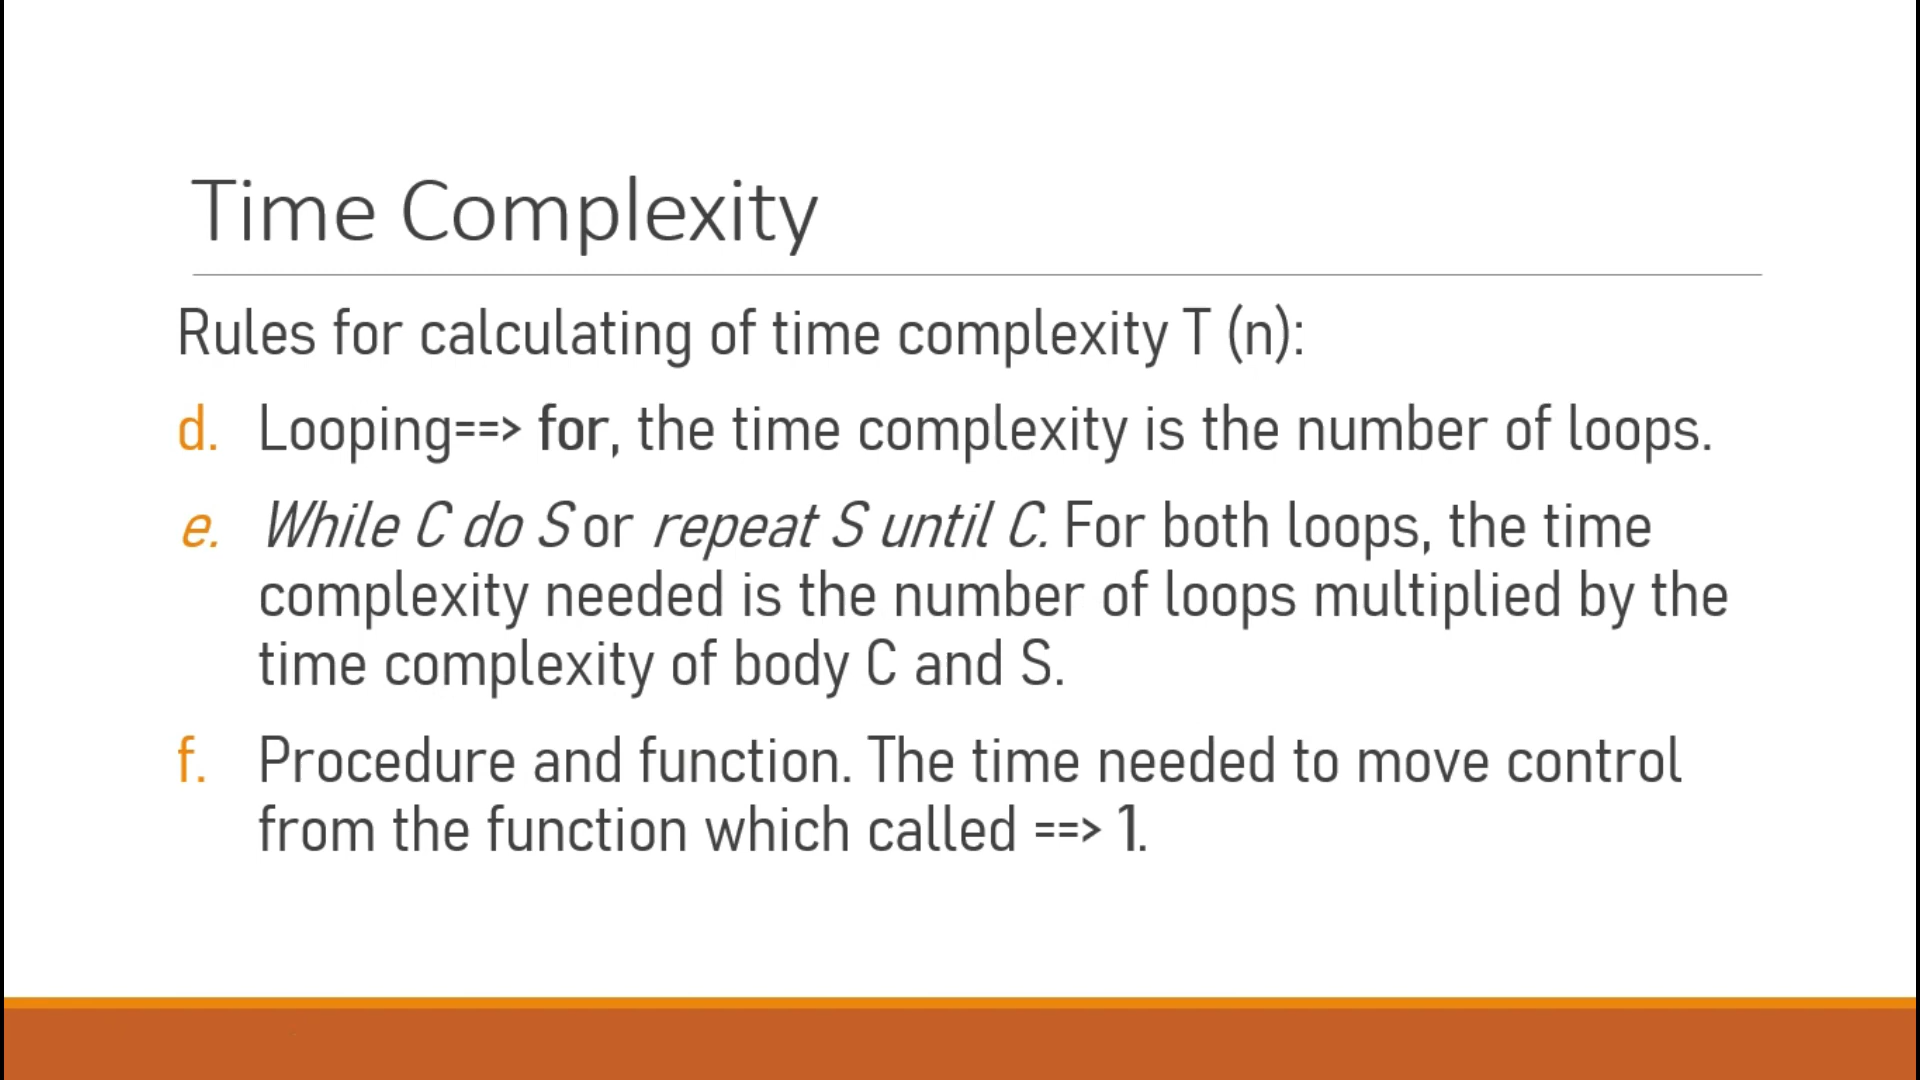 Time Complexity
Rules for calculating of time complexity T (n):
d. Looping==> for, the time complexity is the number of loops.
e. While C do S or repeat S until C. For both loops, the time
complexity needed is the number of loops multiplied by the
time complexity of body C and S.
f. Procedure and function. The time needed to move control
from the function which called ==> 1.